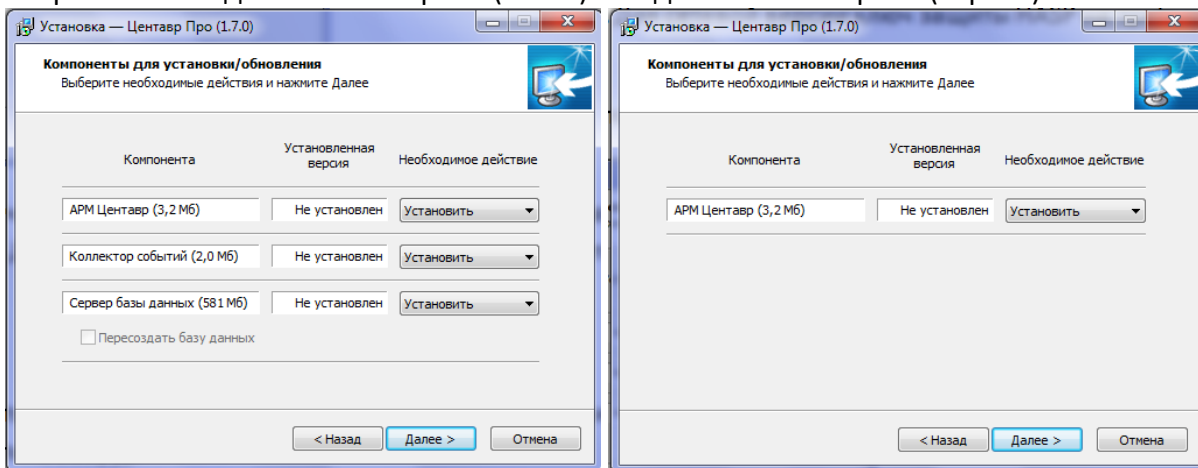 Установка — Центавр Про (1.7.0)
Компоненты для установки/обновления
Выберите необходимые действия и нажмите Далее
Компонента
Установленная
версия
Необходимое действие
АРМ Центавр (3,2 Мб)
Не установлен
Установить
Коллектор событий (2,0 Мб)
Не установлен
Установить
Сервер базы данных (581 Мб)
Не установлен
Установить
Пересоздать базу данных
< Назад
Далее >
Отмена
Установка — Центавр Про (1.7.0)
Компоненты для установки/обновления
Выберите необходимые действия и нажмите Далее
Компонента
Установленная
версия
Необходимое действие
АРМ Центавр (3,2 Мб)
Не установлен
Установить
< Назад
Далее >
Отмена